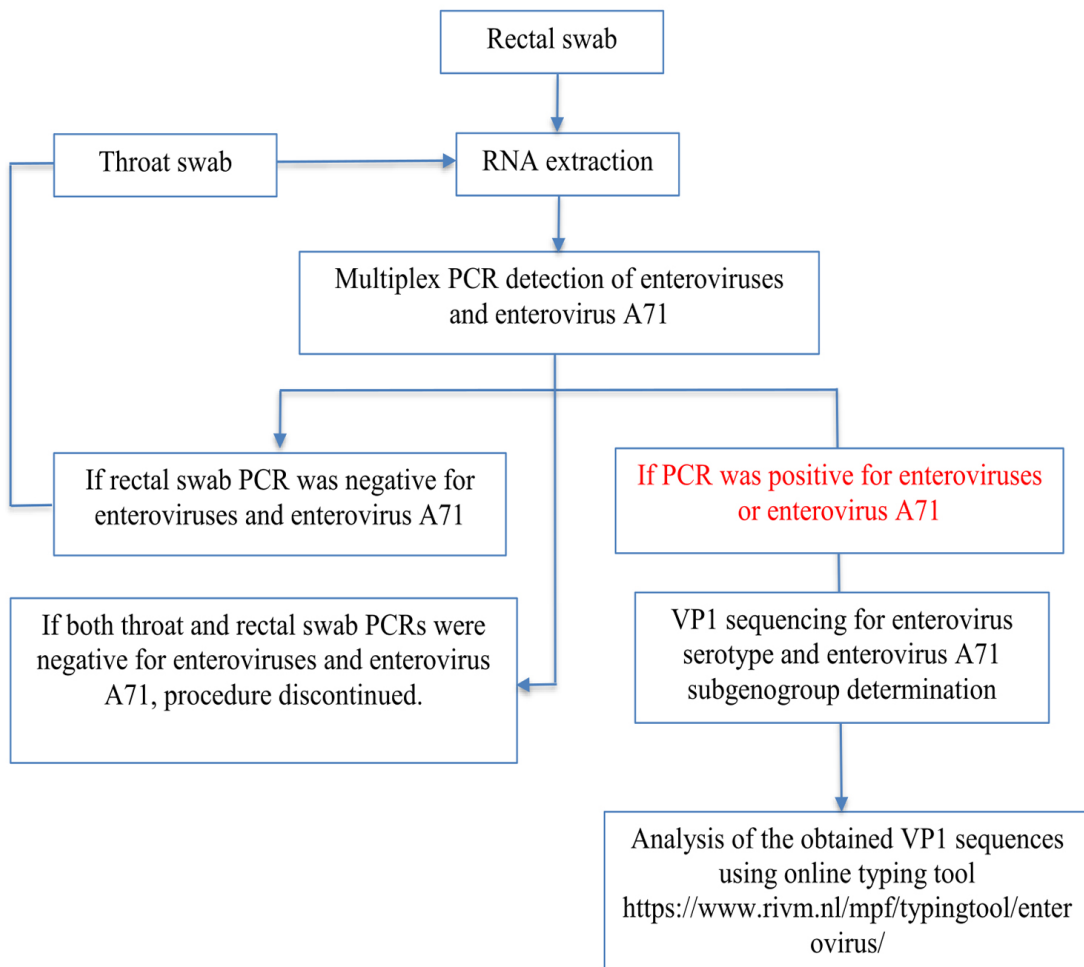 Rectal swab
Throat swab
RNA extraction
Multiplex PCR detection of enteroviruses
and enterovirus A71
If rectal swab PCR was negative for
enteroviruses and enterovirus A71
If PCR was positive for enteroviruses
or enterovirus A71
If both throat and rectal swab PCRs were
negative for enteroviruses and enterovirus
A71, procedure discontinued.
VP1 sequencing for enterovirus
serotype and enterovirus A71
subgenogroup determination
Analysis of the obtained VP1 sequences
using online typing tool
https://www.rivm.nl/mpf/typingtool/enter
ovirus/